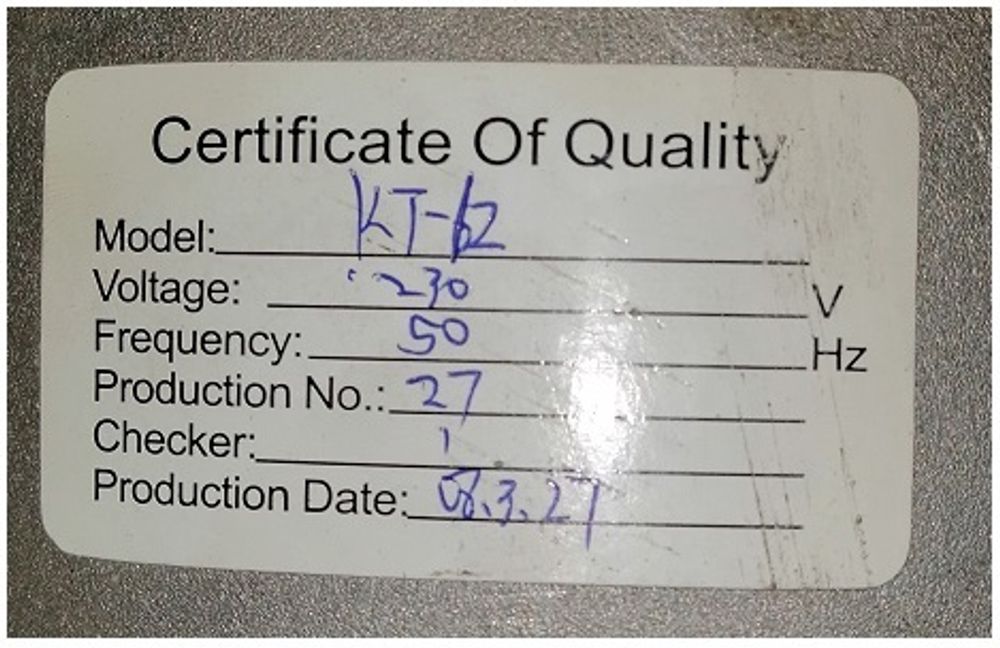 Certificate Of Quality
Model: KT-62
Voltage: 230 V
Frequency: 50 Hz
Production No.: 27
Checker: 1
Production Date: 08.3.27